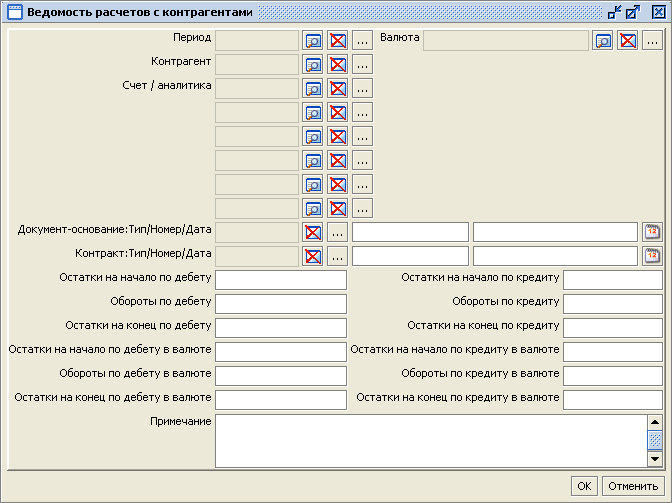 Ведомость расчетов с контрагентами
Период ... Валюта ...
Контрагент ...
Счет / аналитика ...
...
...
...
...
...
Документ-основание:Тип/Номер/Дата ... 12
Контракт:Тип/Номер/Дата ... 12
Остатки на начало по дебету Остатки на начало по кредиту
Обороты по дебету Обороты по кредиту
Остатки на конец по дебету Остатки на конец по кредиту
Остатки на начало по дебету в валюте Остатки на начало по кредиту в валюте
Обороты по дебету в валюте Обороты по кредиту в валюте
Остатки на конец по дебету в валюте Остатки на конец по кредиту в валюте
Примечание
OK Отменить